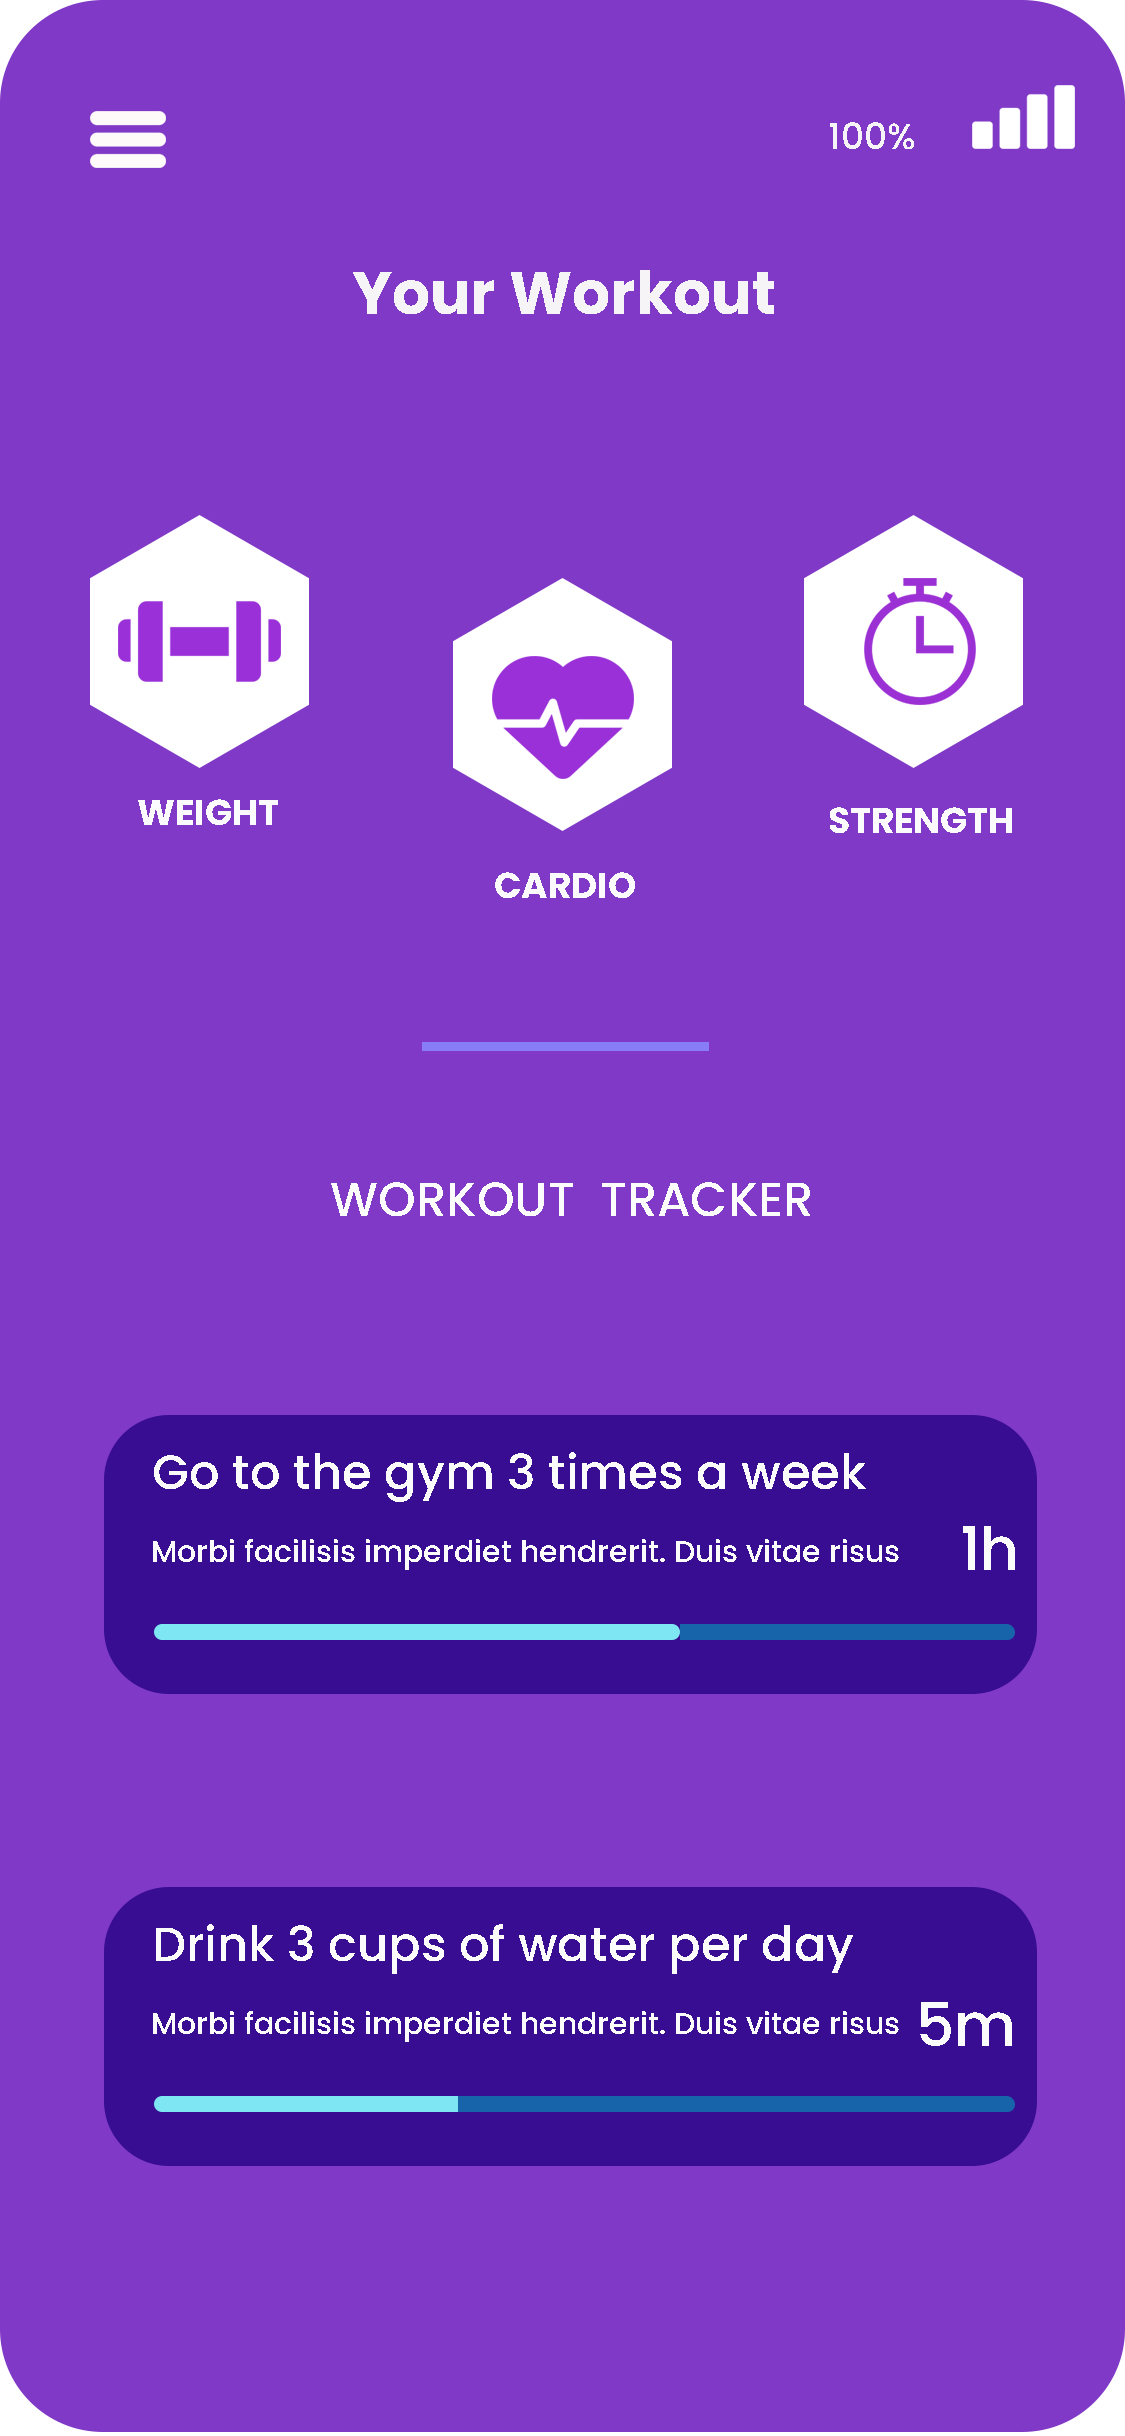 100%
Your Workout
WEIGHT
CARDIO
STRENGTH
WORKOUT TRACKER
Go to the gym 3 times a week
Morbi facilisis imperdiet hendrerit. Duis vitae risus
1h
Drink 3 cups of water per day
Morbi facilisis imperdiet hendrerit. Duis vitae risus
5m